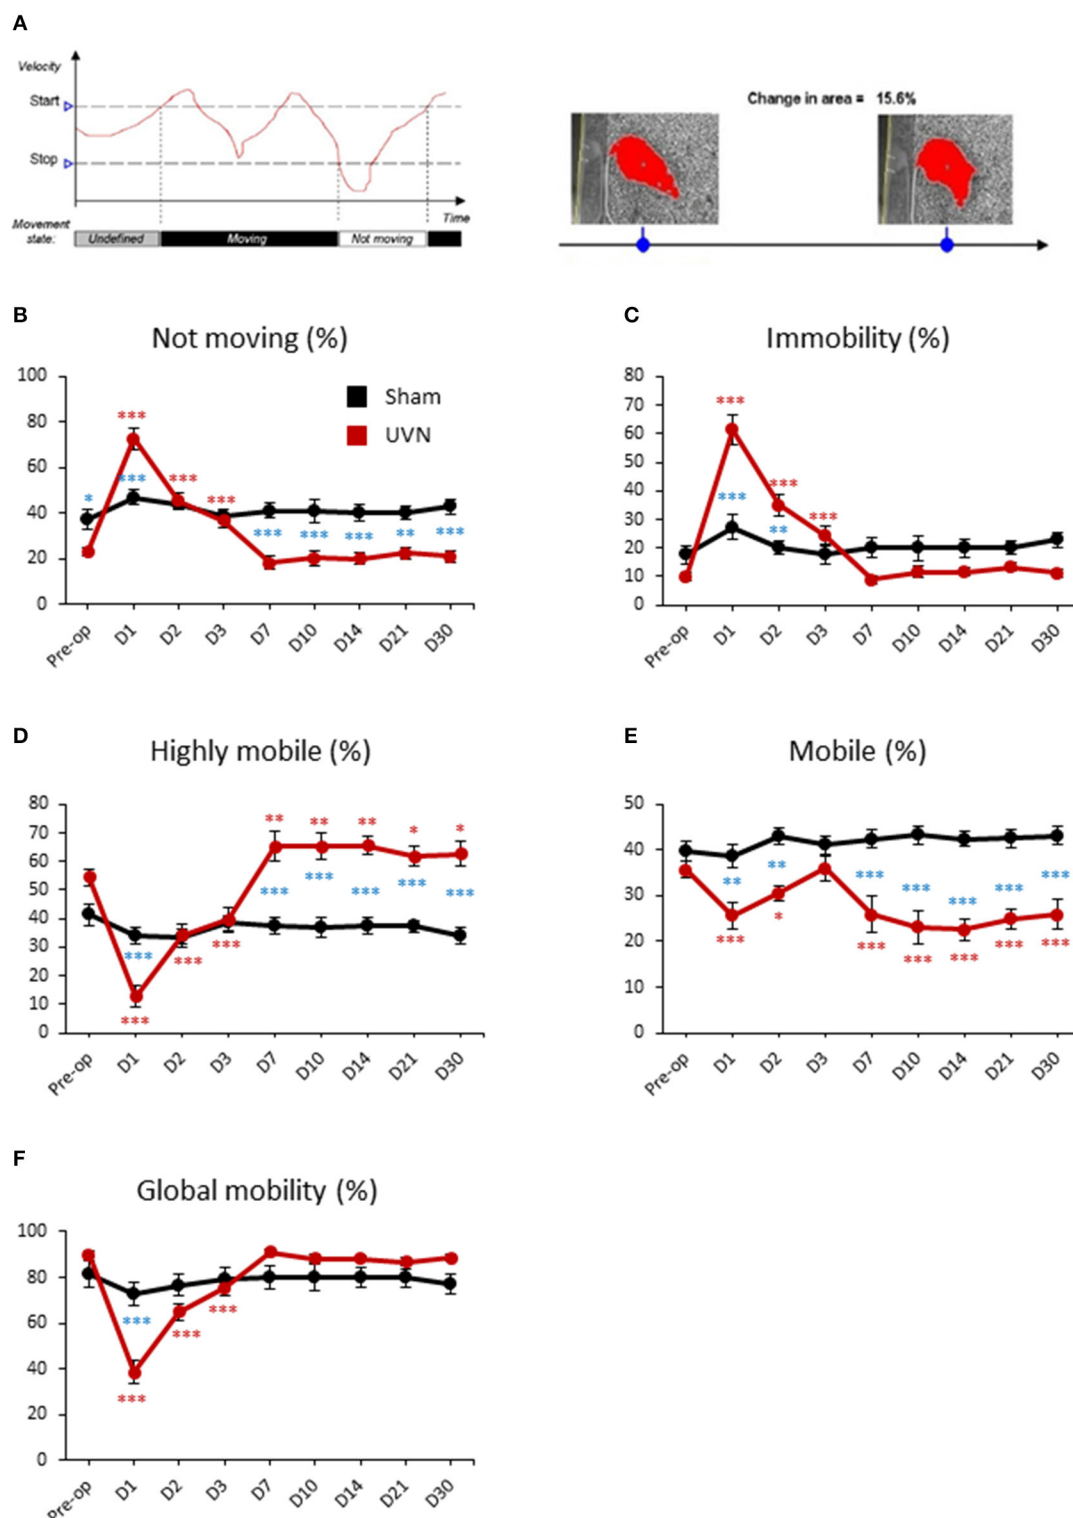 A
Velocity
Start
Stop
Time
Movement state:
Undefined Moving Not moving
Change in area = 15.6%
B
Not moving (%)
100
80
60
40
20
0
Sham
UVN
***
* *** *** ***
*** *** *** ** ***
Pre-op D1 D2 D3 D7 D10 D14 D21 D30
C
Immobility (%)
80
70
60
50
40
30
20
10
0
***
*** *** ***
**
Pre-op D1 D2 D3 D7 D10 D14 D21 D30
D
Highly mobile (%)
80
70
60
50
40
30
20
10
0
** ** ** * *
*** *** *** *** ***
*** *** ***
***
Pre-op D1 D2 D3 D7 D10 D14 D21 D30
E
Mobile (%)
50
40
30
20
10
0
** ** *** *** *** *** ***
*** * *** *** *** *** ***
Pre-op D1 D2 D3 D7 D10 D14 D21 D30
F
Global mobility (%)
100
80
60
40
20
0
*** *** ***
***
Pre-op D1 D2 D3 D7 D10 D14 D21 D30